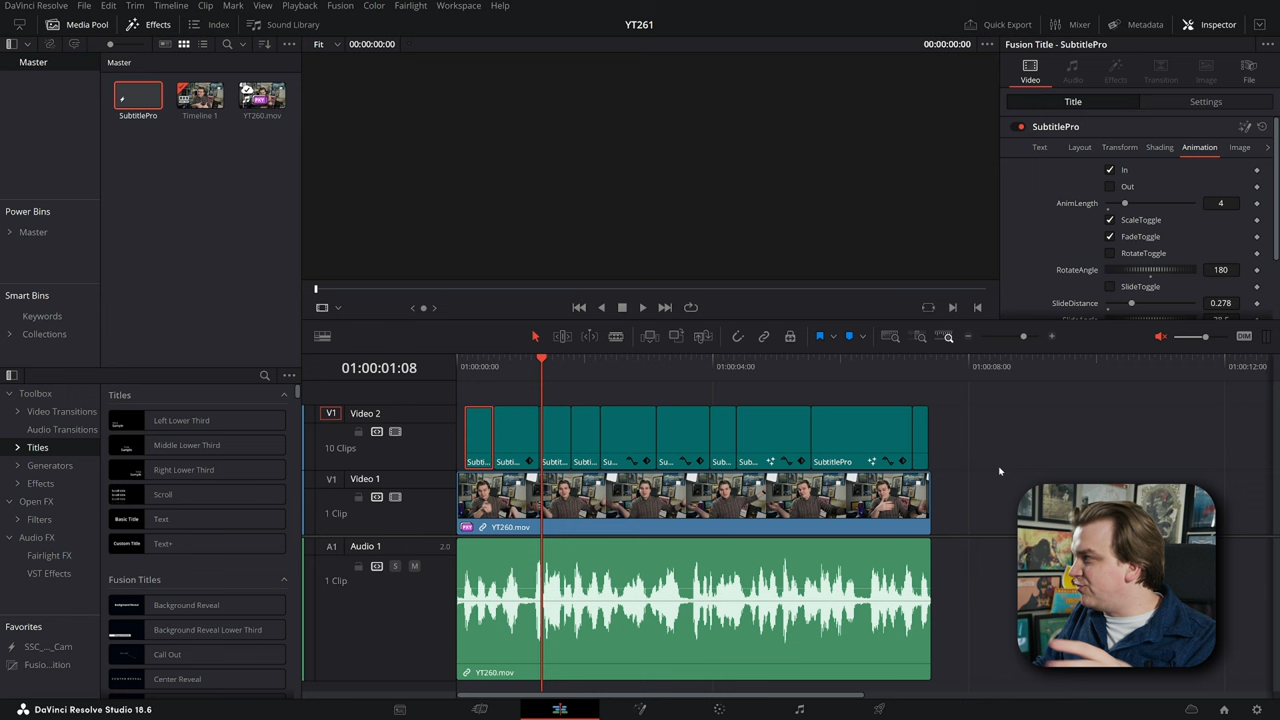 DaVinci Resolve File Edit Trim Timeline Clip Mark View Playback Fusion Color Fairlight Workspace Help
Media Pool Effects Index Sound Library YT261 Quick Export Mixer Metadata Inspector
Fit 00:00:00:00 00:00:00:00 Fusion Title - SubtitlePro
Master Master
Video Audio Effects Transition Image File
SubtitlePro Timeline 1 YT260.mov
Title Settings
SubtitlePro
Text Layout Transform Shading Animation Image
In
Out
AnimLength 4
ScaleToggle
FadeToggle
RotateToggle
RotateAngle 180
SlideToggle
SlideDistance 0.278
Power Bins
Master
Smart Bins
Keywords
Collections
DIM
01:00:01:08 01:00:00:00 01:00:04:00 01:00:08:00 01:00:12:00
Toolbox
Video Transitions
Audio Transitions
Titles
Generators
Effects
Open FX
Filters
Audio FX
Fairlight FX
VST Effects
Favorites
SSC_..._Cam
Fusio...ition
Titles
Left Lower Third
Middle Lower Third
Right Lower Third
Scroll
Basic Title Text
Custom Title Text+
Fusion Titles
Background Reveal
Background Reveal Lower Third
Call Out
Center Reveal
V1 Video 2
10 Clips
Subti... Subti... Subtit... Subti... Su... Su... Sub... Sub... SubtitlePro
V1 Video 1
1 Clip
YT260.mov
A1 Audio 1 2.0
S M
1 Clip
YT260.mov
DaVinci Resolve Studio 18.6